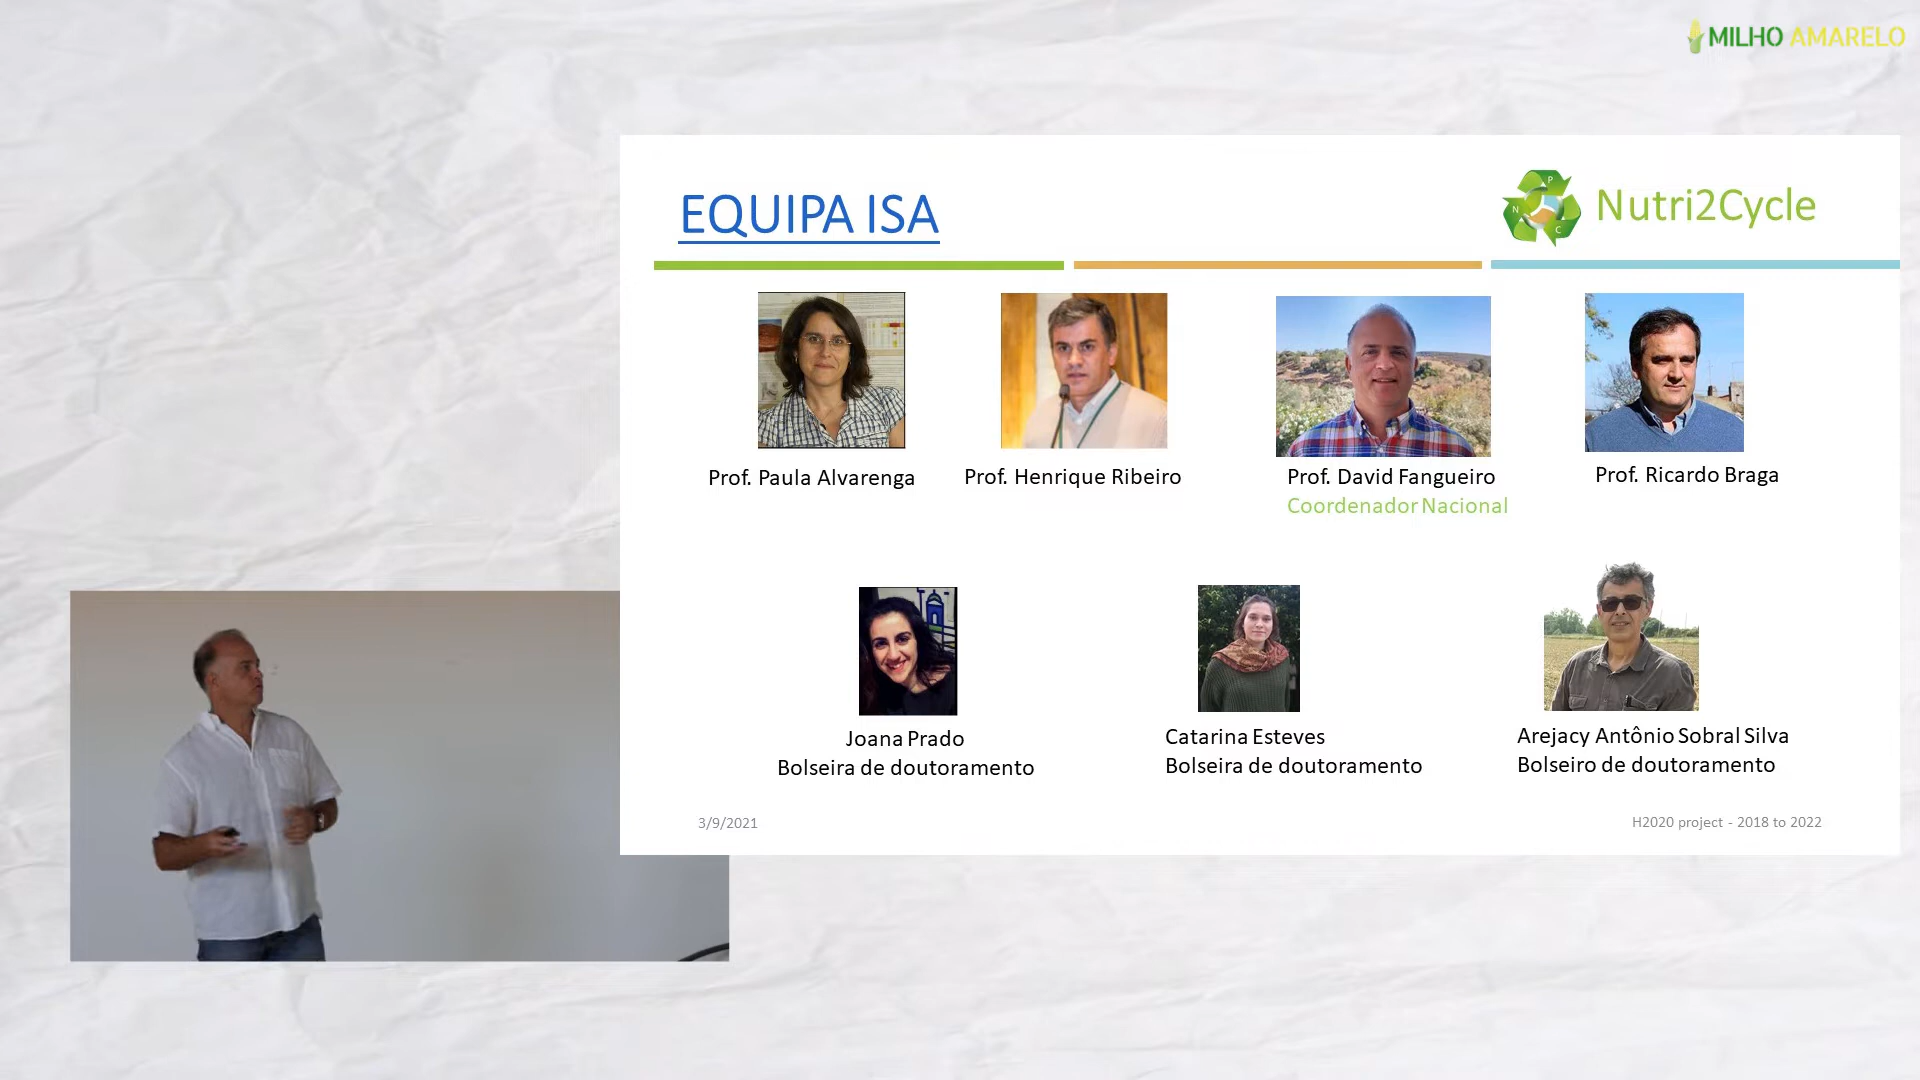 MILHO AMARELO
EQUIPA ISA
Nutri2Cycle
P
N
C
Prof. Paula Alvarenga
Prof. Henrique Ribeiro
Prof. David Fangueiro
Coordenador Nacional
Prof. Ricardo Braga
Joana Prado
Bolseira de doutoramento
Catarina Esteves
Bolseira de doutoramento
Arejacy Antônio Sobral Silva
Bolseiro de doutoramento
3/9/2021
H2020 project - 2018 to 2022